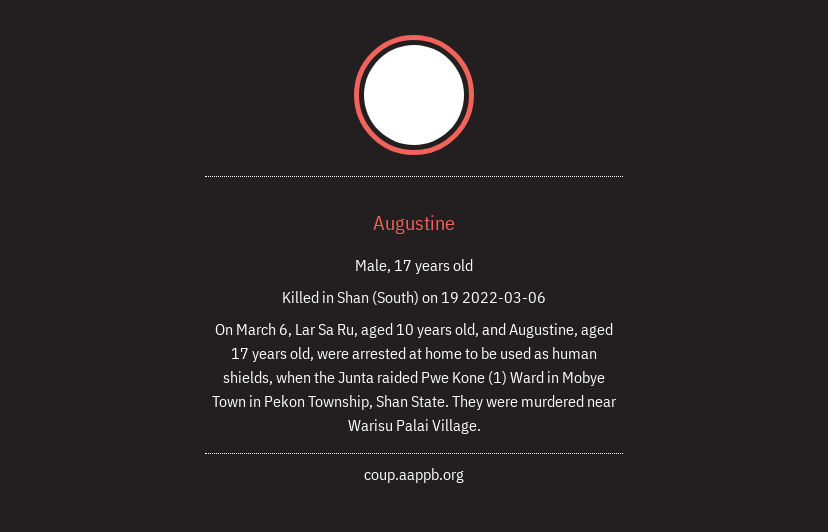 Augustine
Male, 17 years old
Killed in Shan (South) on 19 2022-03-06
On March 6, Lar Sa Ru, aged 10 years old, and Augustine, aged
17 years old, were arrested at home to be used as human
shields, when the Junta raided Pwe Kone (1) Ward in Mobye
Town in Pekon Township, Shan State. They were murdered near
Warisu Palai Village.
coup.aappb.org